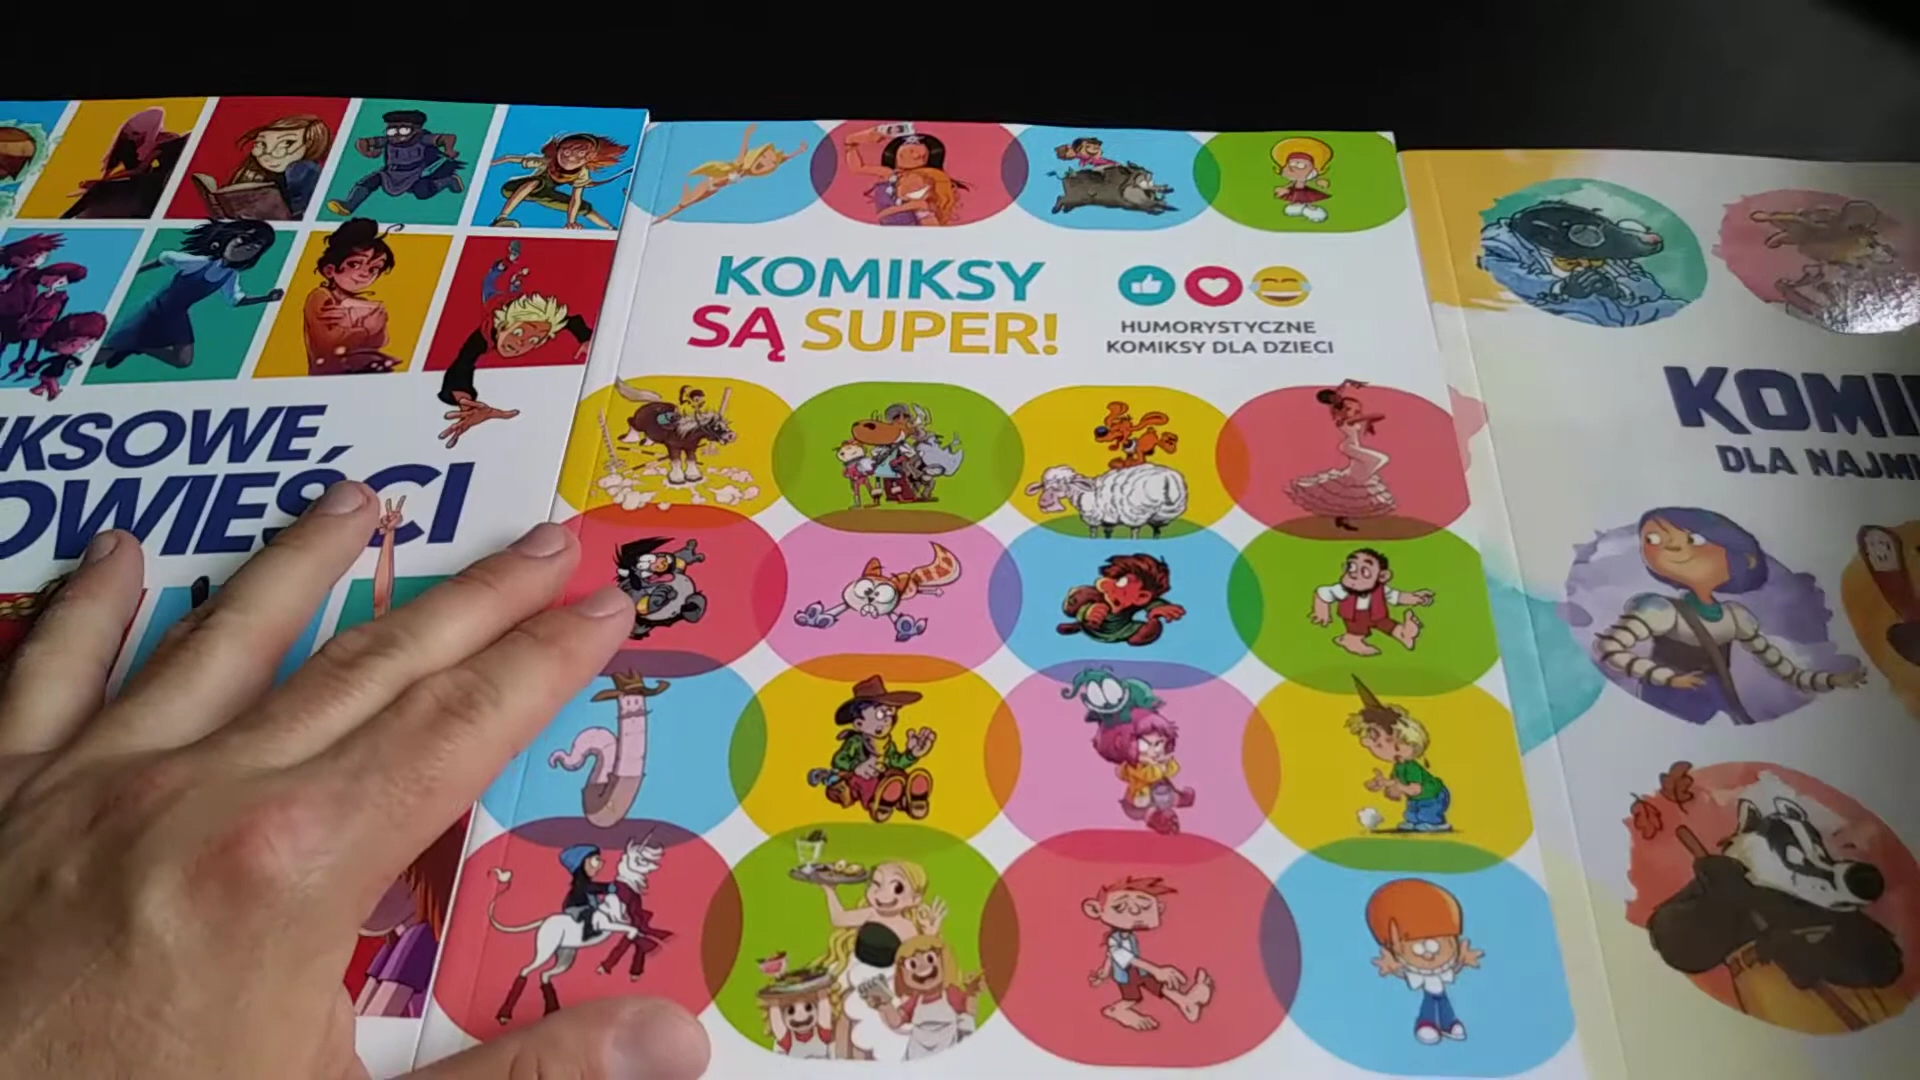 KSOWE
OWIEŚCI
KOMIKSY
SĄ SUPER!
HUMORYSTYCZNE
KOMIKSY DLA DZIECI
KOMI
DLA NAJM